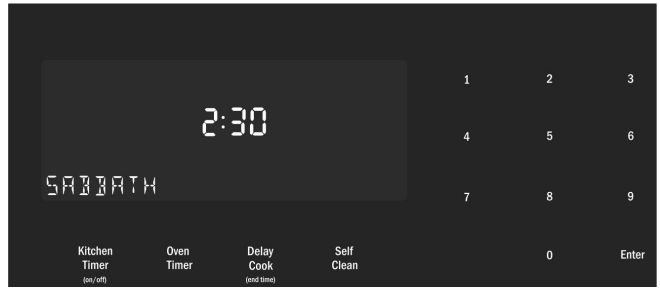 2:30
SABBATH
Kitchen Timer (on/off)
Oven Timer
Delay Cook (end time)
Self Clean
1 2 3
4 5 6
7 8 9
0 Enter